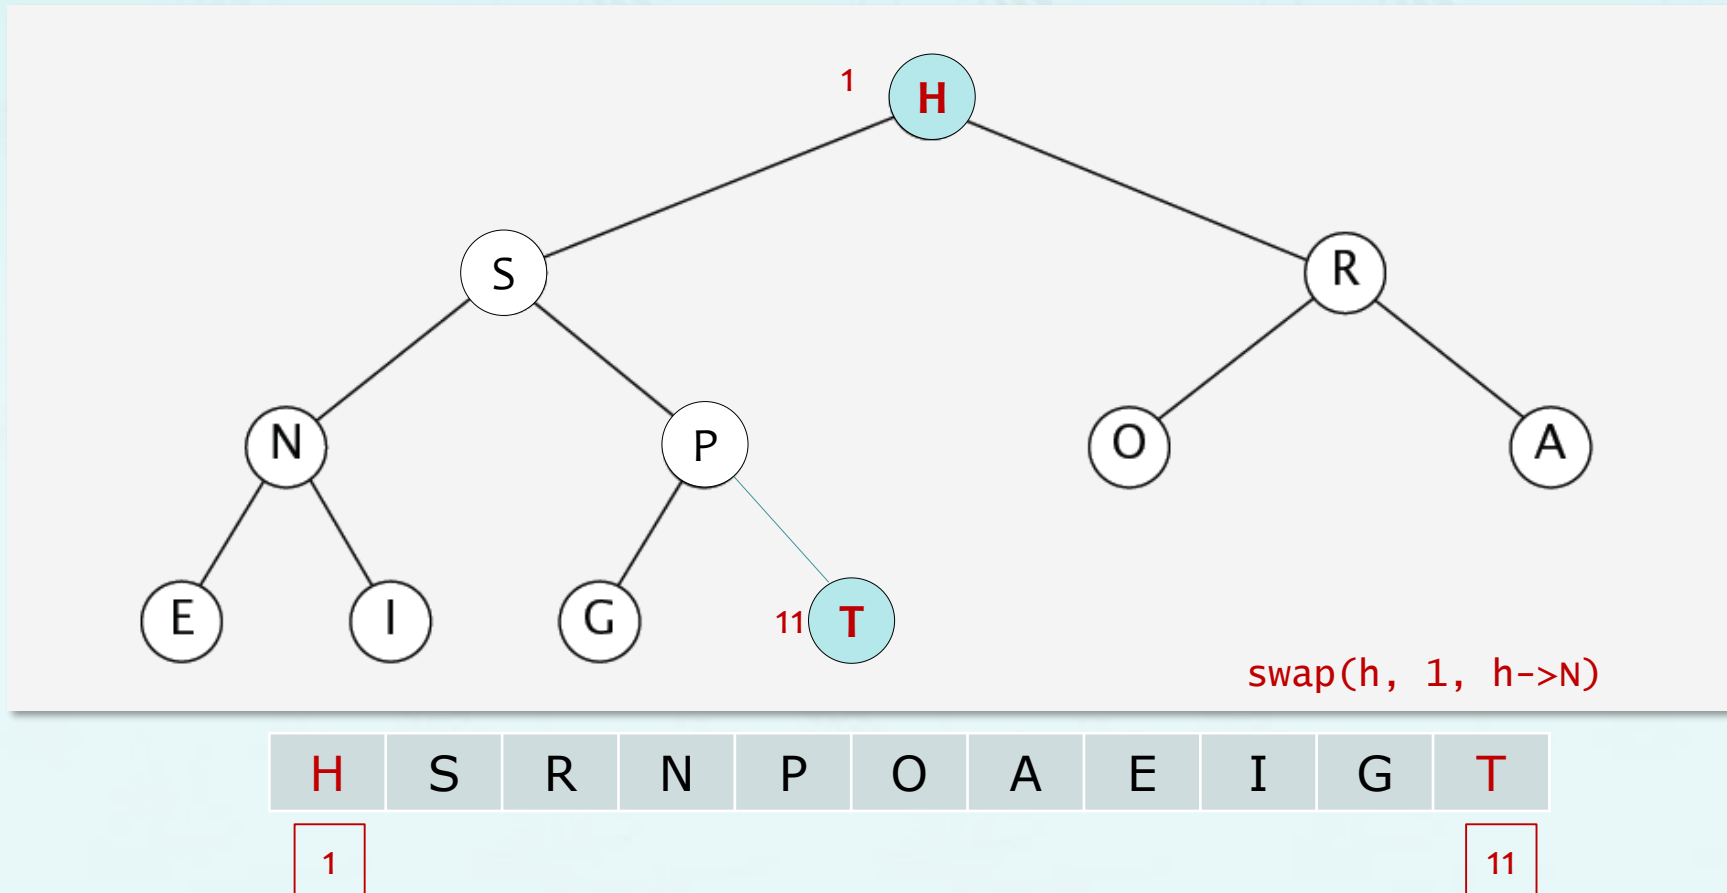 1 H
S R
N P O A
E I G 11 T
swap(h, 1, h->N)
H S R N P O A E I G T
1 11